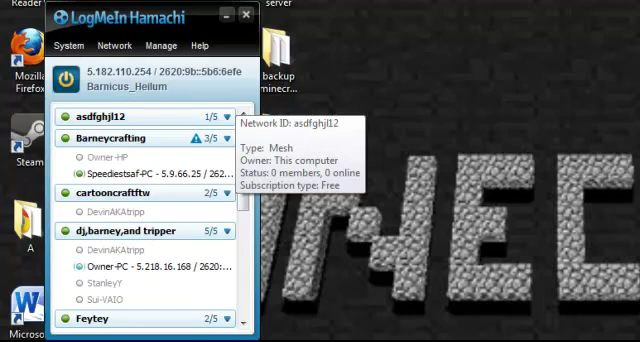 Reader
server
LogMeIn Hamachi
System Network Manage Help
5.182.110.254 / 2620:9b::5b6:6efe
Barnicus_Heilum
Mozilla
Firefox
backup
minecr...
asdfghjl12 1/5
Barneycrafting 3/5
Owner-HP
Speediestsaf-PC - 5.9.66.25 / 262...
cartooncraftftw 2/5
DevinAKAtripp
dj,barney,and tripper 5/5
DevinAKAtripp
Owner-PC - 5.218.16.168 / 2620:...
StanleyY
Sui-VAIO
Feytey 2/5
Network ID: asdfghjl12
Type: Mesh
Owner: This computer
Status: 0 members, 0 online
Subscription type: Free
Steam
A
Microso...
NEC